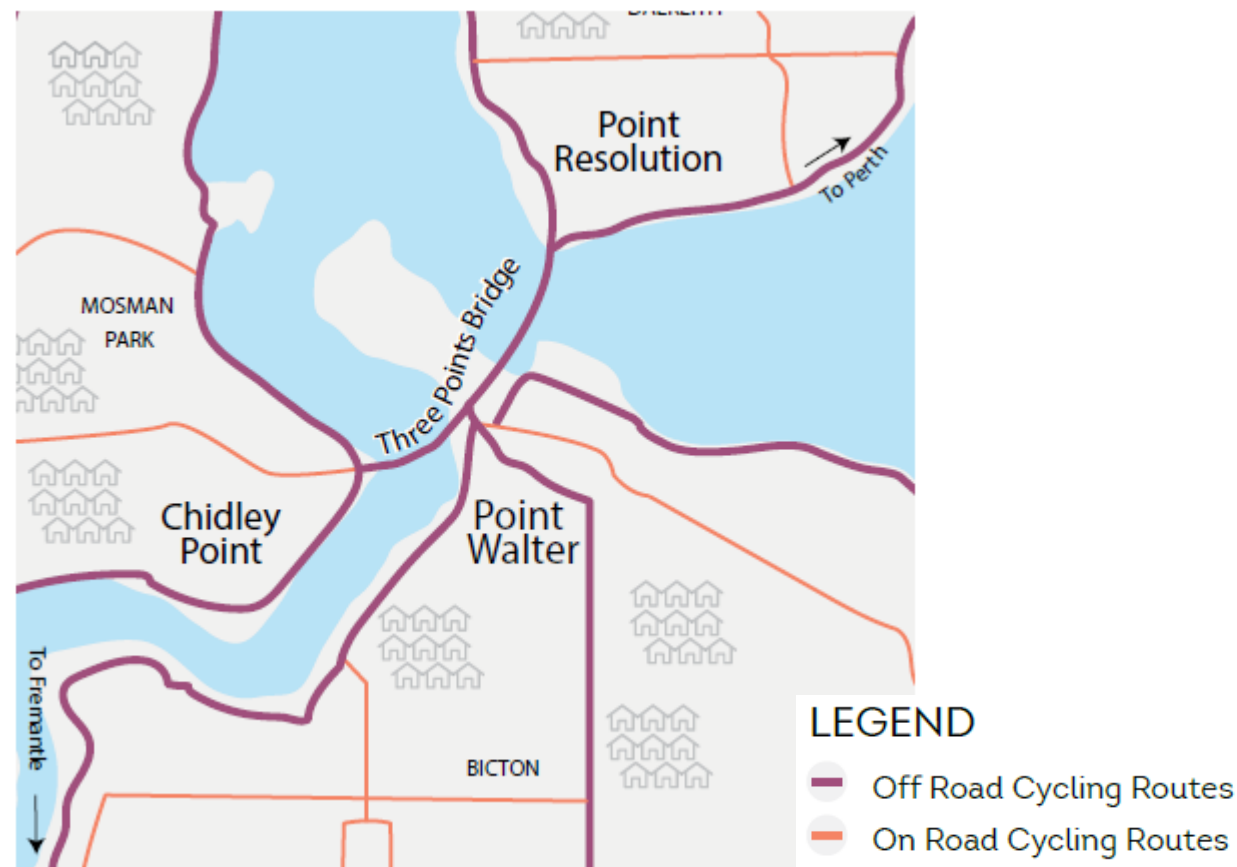 Point
Resolution
To Perth
Three Points Bridge
MOSMAN
PARK
Chidley
Point
Point
Walter
To Fremantle
BICTON
LEGEND
Off Road Cycling Routes
On Road Cycling Routes